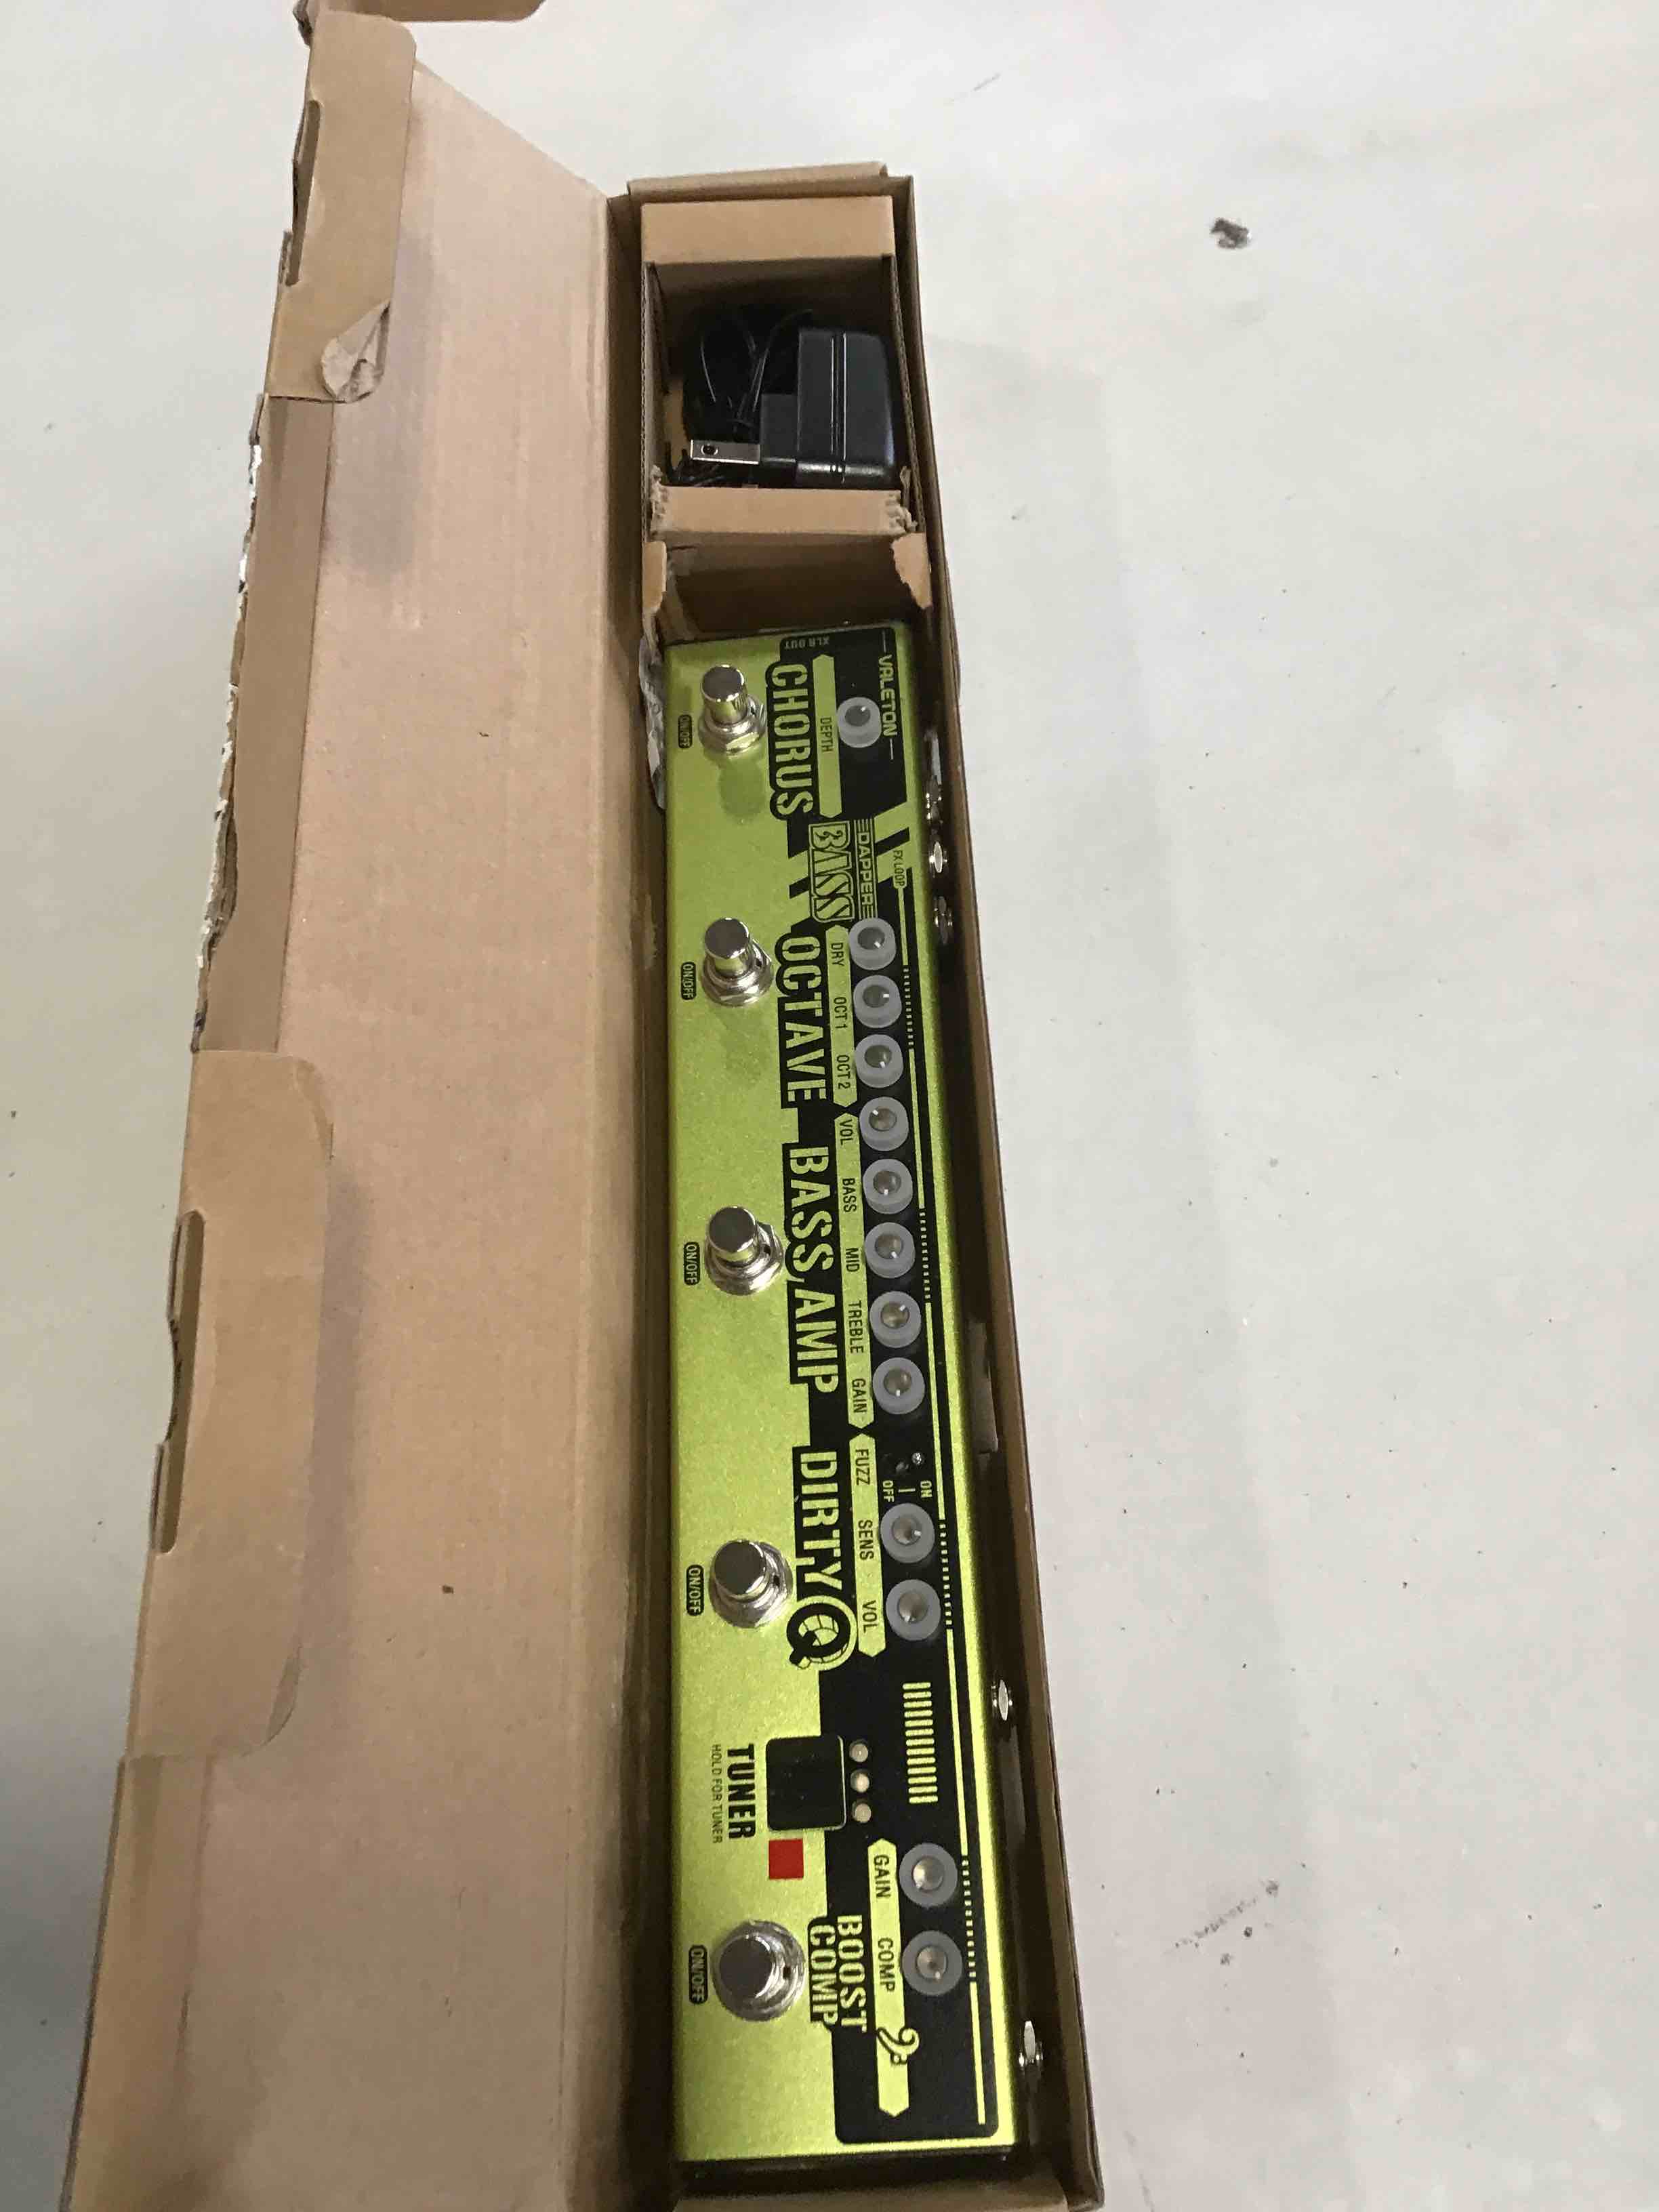 VALETON
XLR OUT
DEPTH
CHORUS
ON/OFF
FX LOOP
DAPPER
BASS
DRY OCT 1 OCT 2
OCTAVE
ON/OFF
VOL BASS MID TREBLE GAIN
BASS AMP
ON/OFF
ON
OFF
FUZZ SENS VOL
DIRTY Q
ON/OFF
TUNER
HOLD FOR TUNER
GAIN COMP
BOOST
COMP
ON/OFF